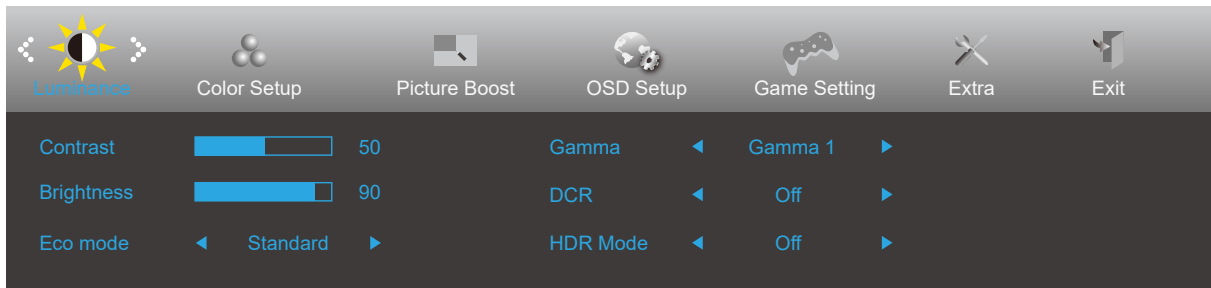 Luminance Color Setup Picture Boost OSD Setup Game Setting Extra Exit
Contrast 50 Gamma Gamma 1
Brightness 90 DCR Off
Eco mode Standard HDR Mode Off